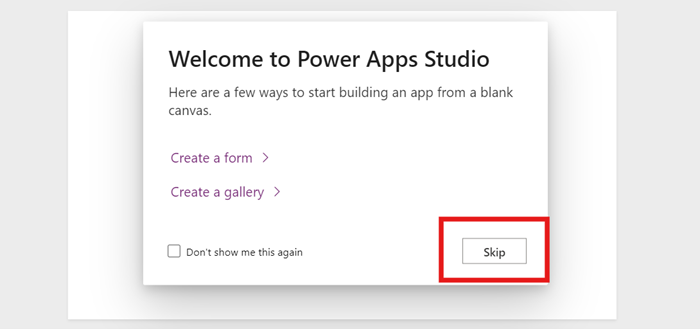 Welcome to Power Apps Studio
Here are a few ways to start building an app from a blank
canvas.
Create a form
Create a gallery
Don't show me this again
Skip